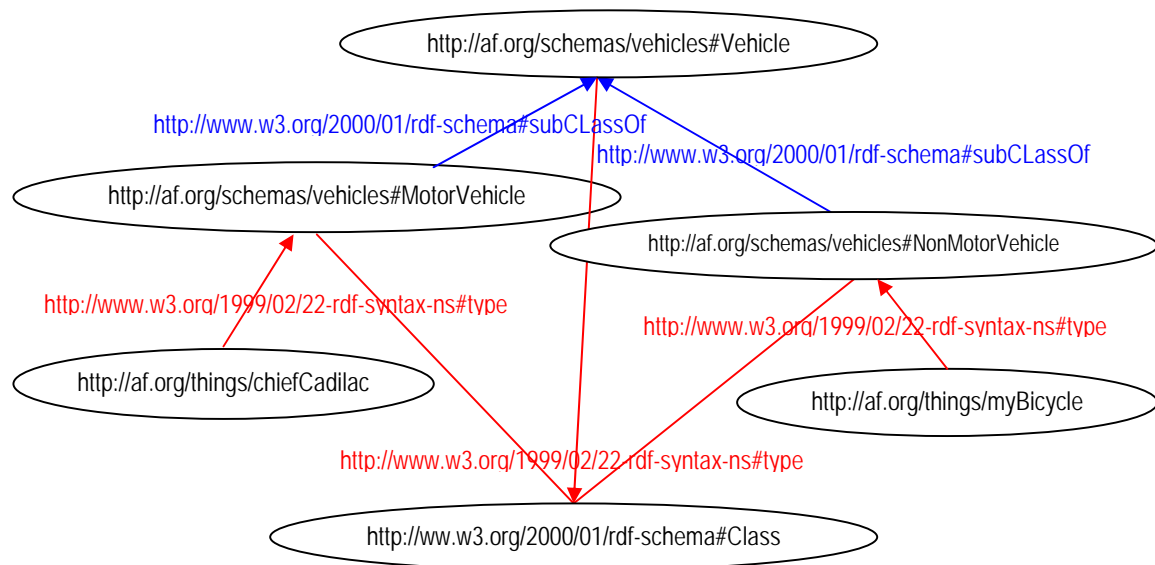 http://af.org/schemas/vehicles#Vehicle
http://www.w3.org/2000/01/rdf-schema#subCLassOf
http://www.w3.org/2000/01/rdf-schema#subCLassOf
http://af.org/schemas/vehicles#MotorVehicle
http://af.org/schemas/vehicles#NonMotorVehicle
http://www.w3.org/1999/02/22-rdf-syntax-ns#type
http://www.w3.org/1999/02/22-rdf-syntax-ns#type
http://af.org/things/chiefCadilac
http://af.org/things/myBicycle
http://www.w3.org/1999/02/22-rdf-syntax-ns#type
http://ww.w3.org/2000/01/rdf-schema#Class